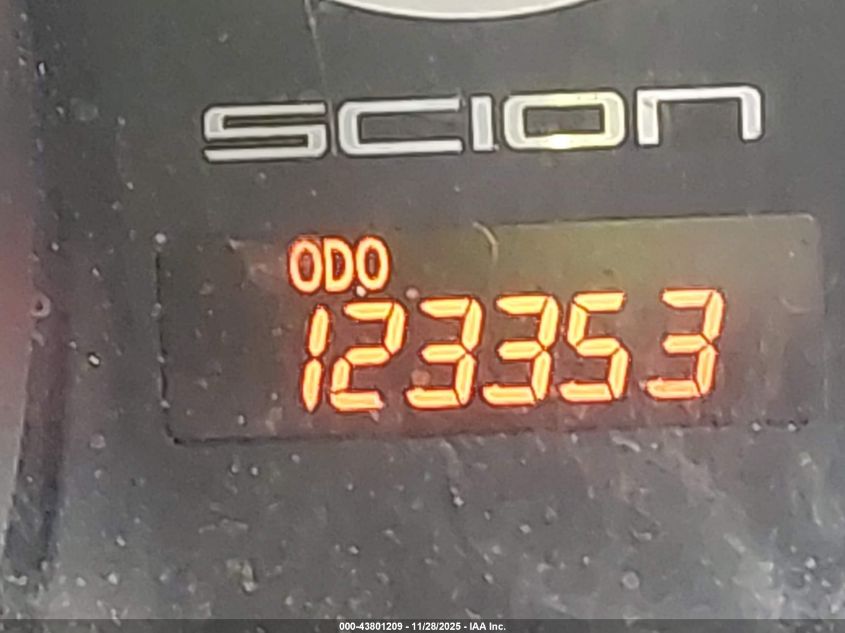 SCION
ODO
123353
000-43801209 - 11/28/2025 - IAA Inc.